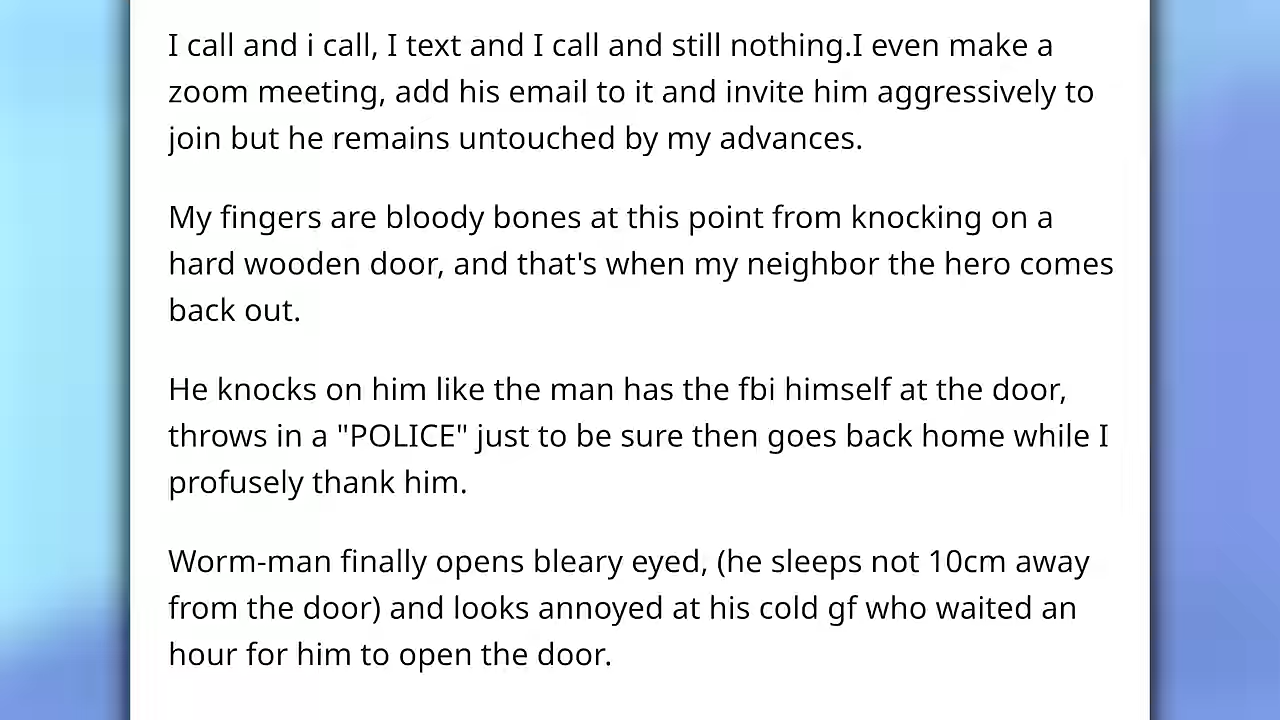 I call and i call, I text and I call and still nothing.I even make a
zoom meeting, add his email to it and invite him aggressively to
join but he remains untouched by my advances.
My fingers are bloody bones at this point from knocking on a
hard wooden door, and that's when my neighbor the hero comes
back out.
He knocks on him like the man has the fbi himself at the door,
throws in a "POLICE" just to be sure then goes back home while I
profusely thank him.
Worm-man finally opens bleary eyed, (he sleeps not 10cm away
from the door) and looks annoyed at his cold gf who waited an
hour for him to open the door.